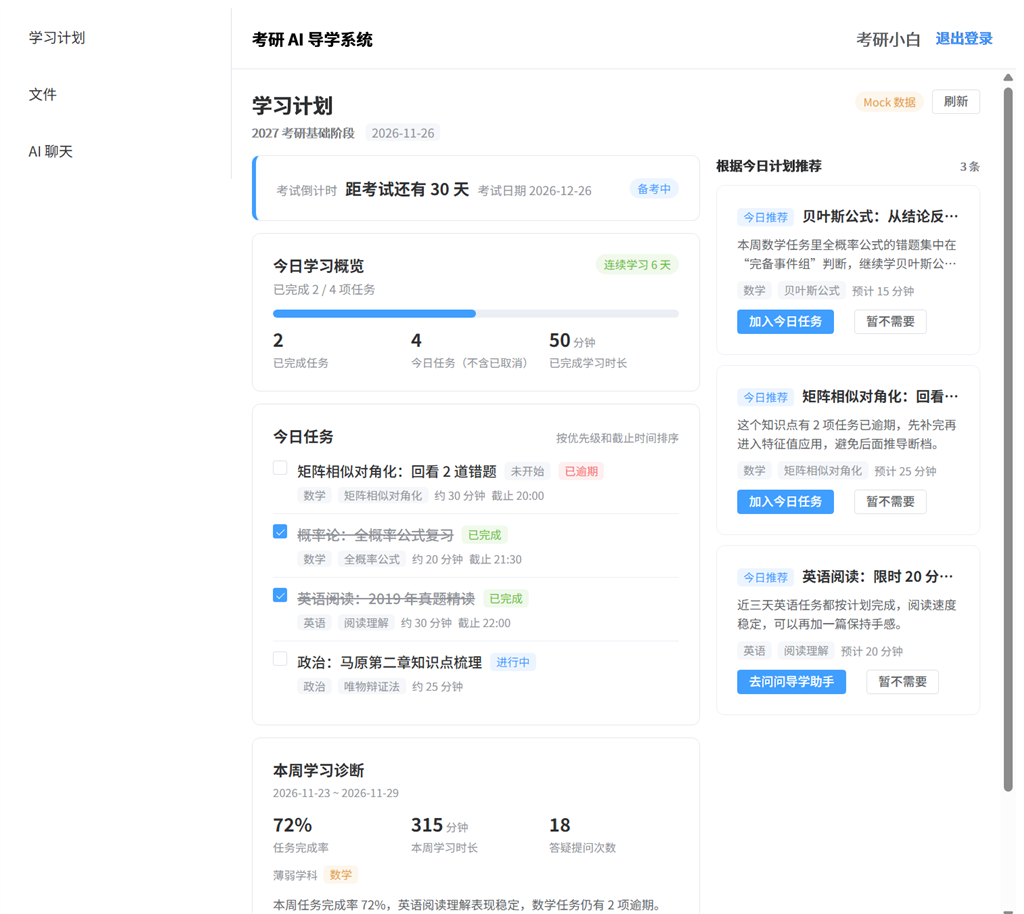 学习计划
文件
AI 聊天
考研 AI 导学系统
考研小白 退出登录
学习计划
2027 考研基础阶段 2026-11-26
Mock 数据 刷新
考试倒计时 距考试还有 30 天 考试日期 2026-12-26 备考中
今日学习概览 连续学习 6 天
已完成 2 / 4 项任务
2 4 50 分钟
已完成任务 今日任务（不含已取消） 已完成学习时长
今日任务 按优先级和截止时间排序
矩阵相似对角化：回看 2 道错题 未开始 已逾期
数学 矩阵相似对角化 约 30 分钟 截止 20:00
概率论：全概率公式复习 已完成
数学 全概率公式 约 20 分钟 截止 21:30
英语阅读：2019 年真题精读 已完成
英语 阅读理解 约 30 分钟 截止 22:00
政治：马原第二章知识点梳理 进行中
政治 唯物辩证法 约 25 分钟
本周学习诊断
2026-11-23 ~ 2026-11-29
72% 315 分钟 18
任务完成率 本周学习时长 答疑提问次数
薄弱学科 数学
本周任务完成率 72%，英语阅读理解表现稳定，数学任务仍有 2 项逾期。
根据今日计划推荐 3 条
今日推荐 贝叶斯公式：从结论反…
本周数学任务里全概率公式的错题集中在
“完备事件组”判断，继续学贝叶斯公…
数学 贝叶斯公式 预计 15 分钟
加入今日任务 暂不需要
今日推荐 矩阵相似对角化：回看…
这个知识点有 2 项任务已逾期，先补完再
进入特征值应用，避免后面推导断档。
数学 矩阵相似对角化 预计 25 分钟
加入今日任务 暂不需要
今日推荐 英语阅读：限时 20 分…
近三天英语任务都按计划完成，阅读速度
稳定，可以再加一篇保持手感。
英语 阅读理解 预计 20 分钟
去问问导学助手 暂不需要